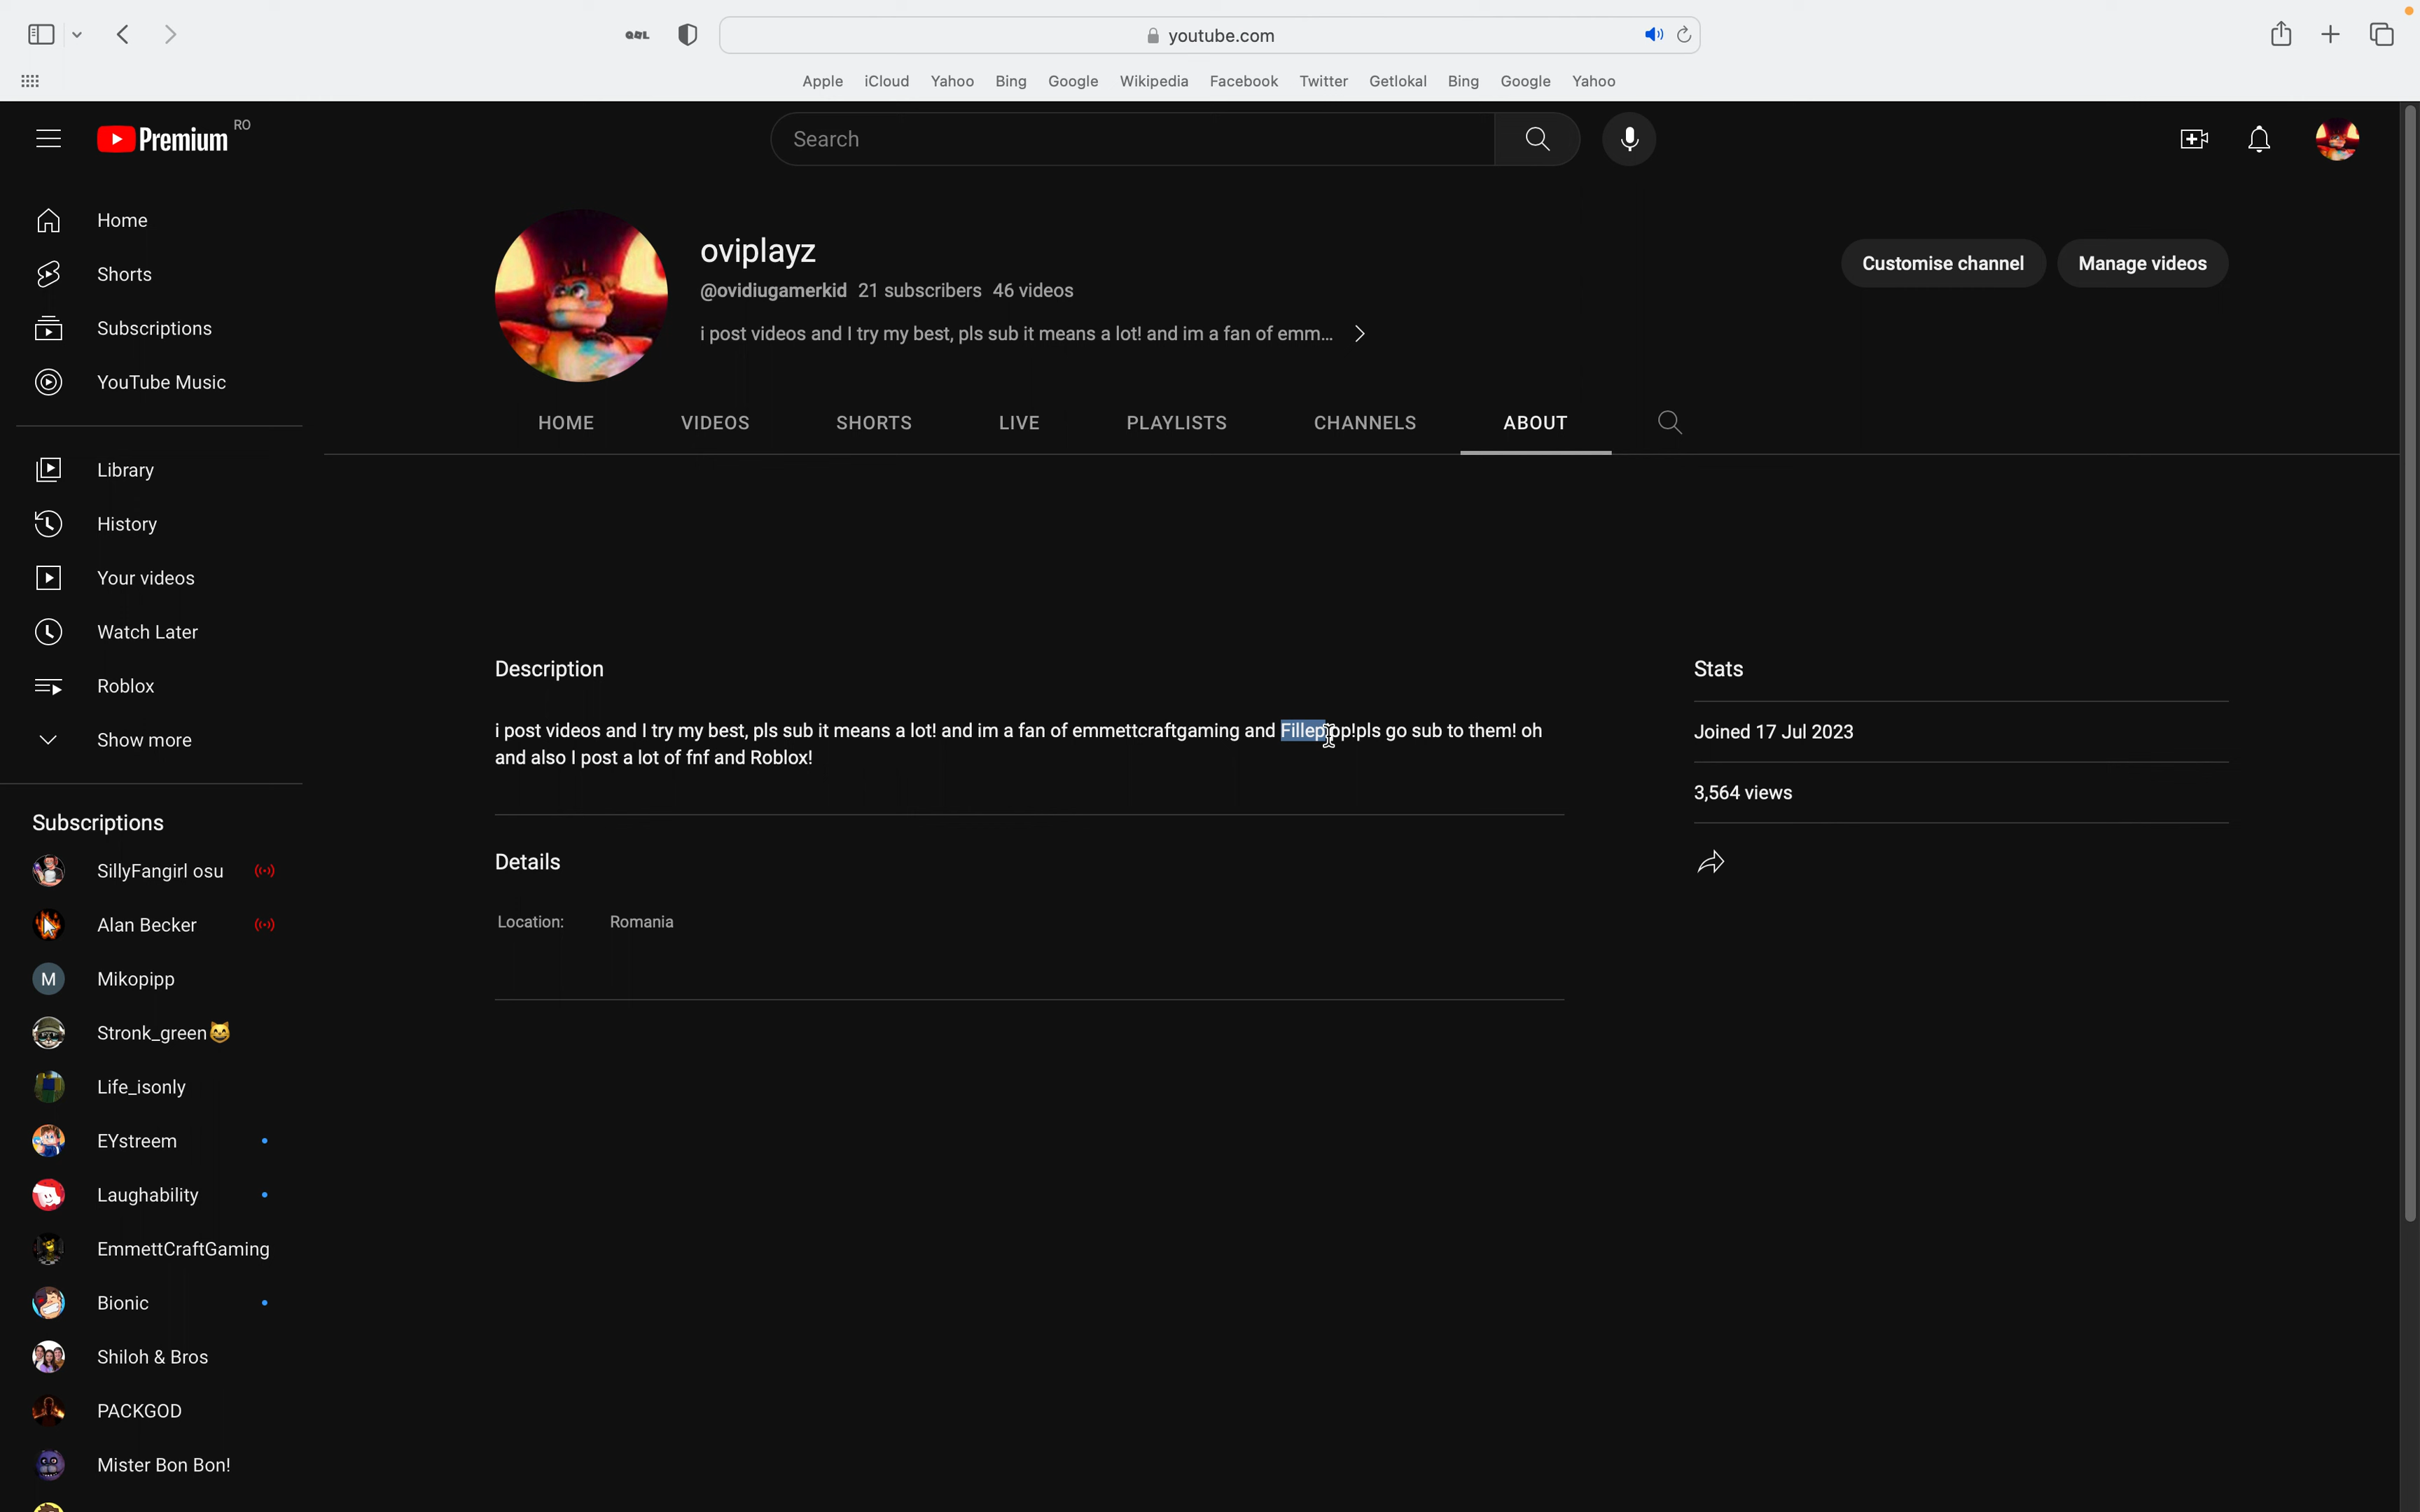 QBL
youtube.com
Apple iCloud Yahoo Bing Google Wikipedia Facebook Twitter Getlokal Bing Google Yahoo
Premium RO
Search
Home
Shorts
Subscriptions
YouTube Music
Library
History
Your videos
Watch Later
Roblox
Show more
Subscriptions
SillyFangirl osu
Alan Becker
M Mikopipp
Stronk_green😺
Life_isonly
EYstreem
Laughability
EmmettCraftGaming
Bionic
Shiloh & Bros
PACKGOD
Mister Bon Bon!
oviplayz
@ovidiugamerkid 21 subscribers 46 videos
i post videos and I try my best, pls sub it means a lot! and im a fan of emm...
Customise channel Manage videos
HOME VIDEOS SHORTS LIVE PLAYLISTS CHANNELS ABOUT
Description
i post videos and I try my best, pls sub it means a lot! and im a fan of emmettcraftgaming and pls go sub to them! oh
and also I post a lot of fnf and Roblox!
Details
Location: Romania
Stats
Joined 17 Jul 2023
3,564 views